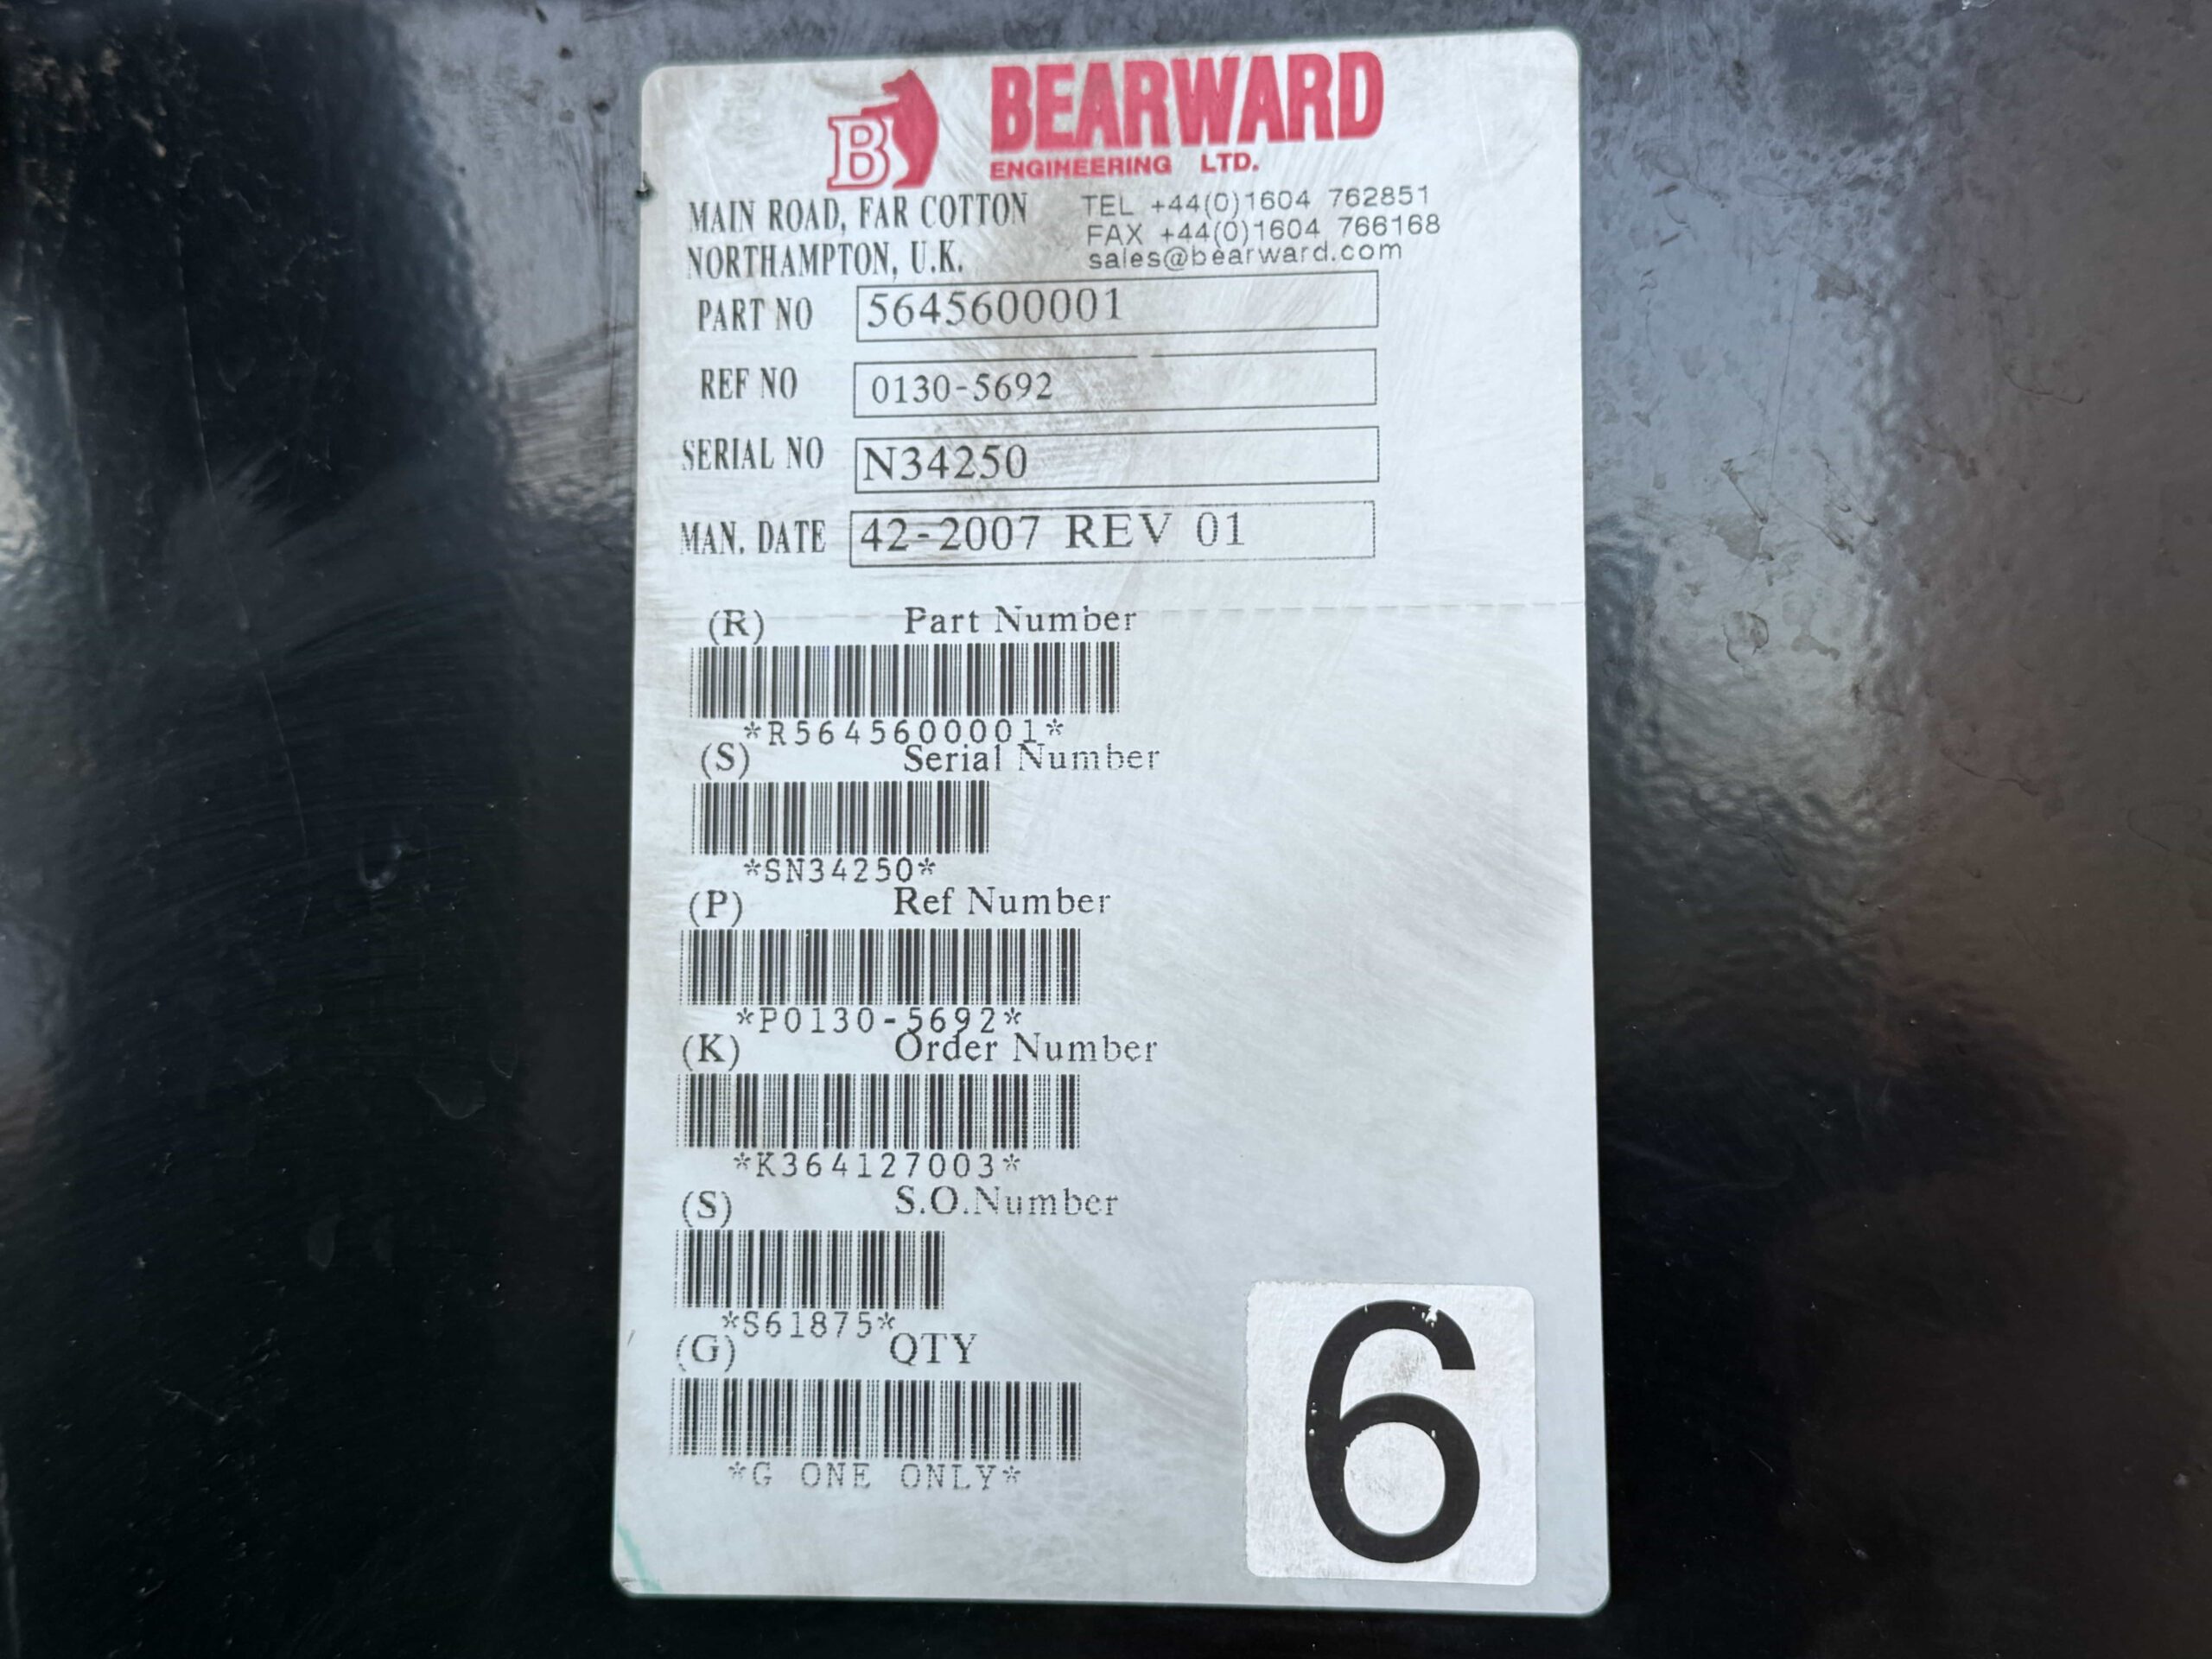 B
BEARWARD
ENGINEERING LTD.
MAIN ROAD, FAR COTTON
NORTHAMPTON, U.K.
TEL +44(0)1604 762851
FAX +44(0)1604 766168
sales@bearward.com
PART NO 5645600001
REF NO 0130-5692
SERIAL NO N34250
MAN. DATE 42-2007 REV 01
(R) Part Number
*R5645600001*
(S) Serial Number
*SN34250*
(P) Ref Number
*P0130-5692*
(K) Order Number
*K364127003*
(S) S.O.Number
*S61875*
(G) QTY
*G ONE ONLY*
6